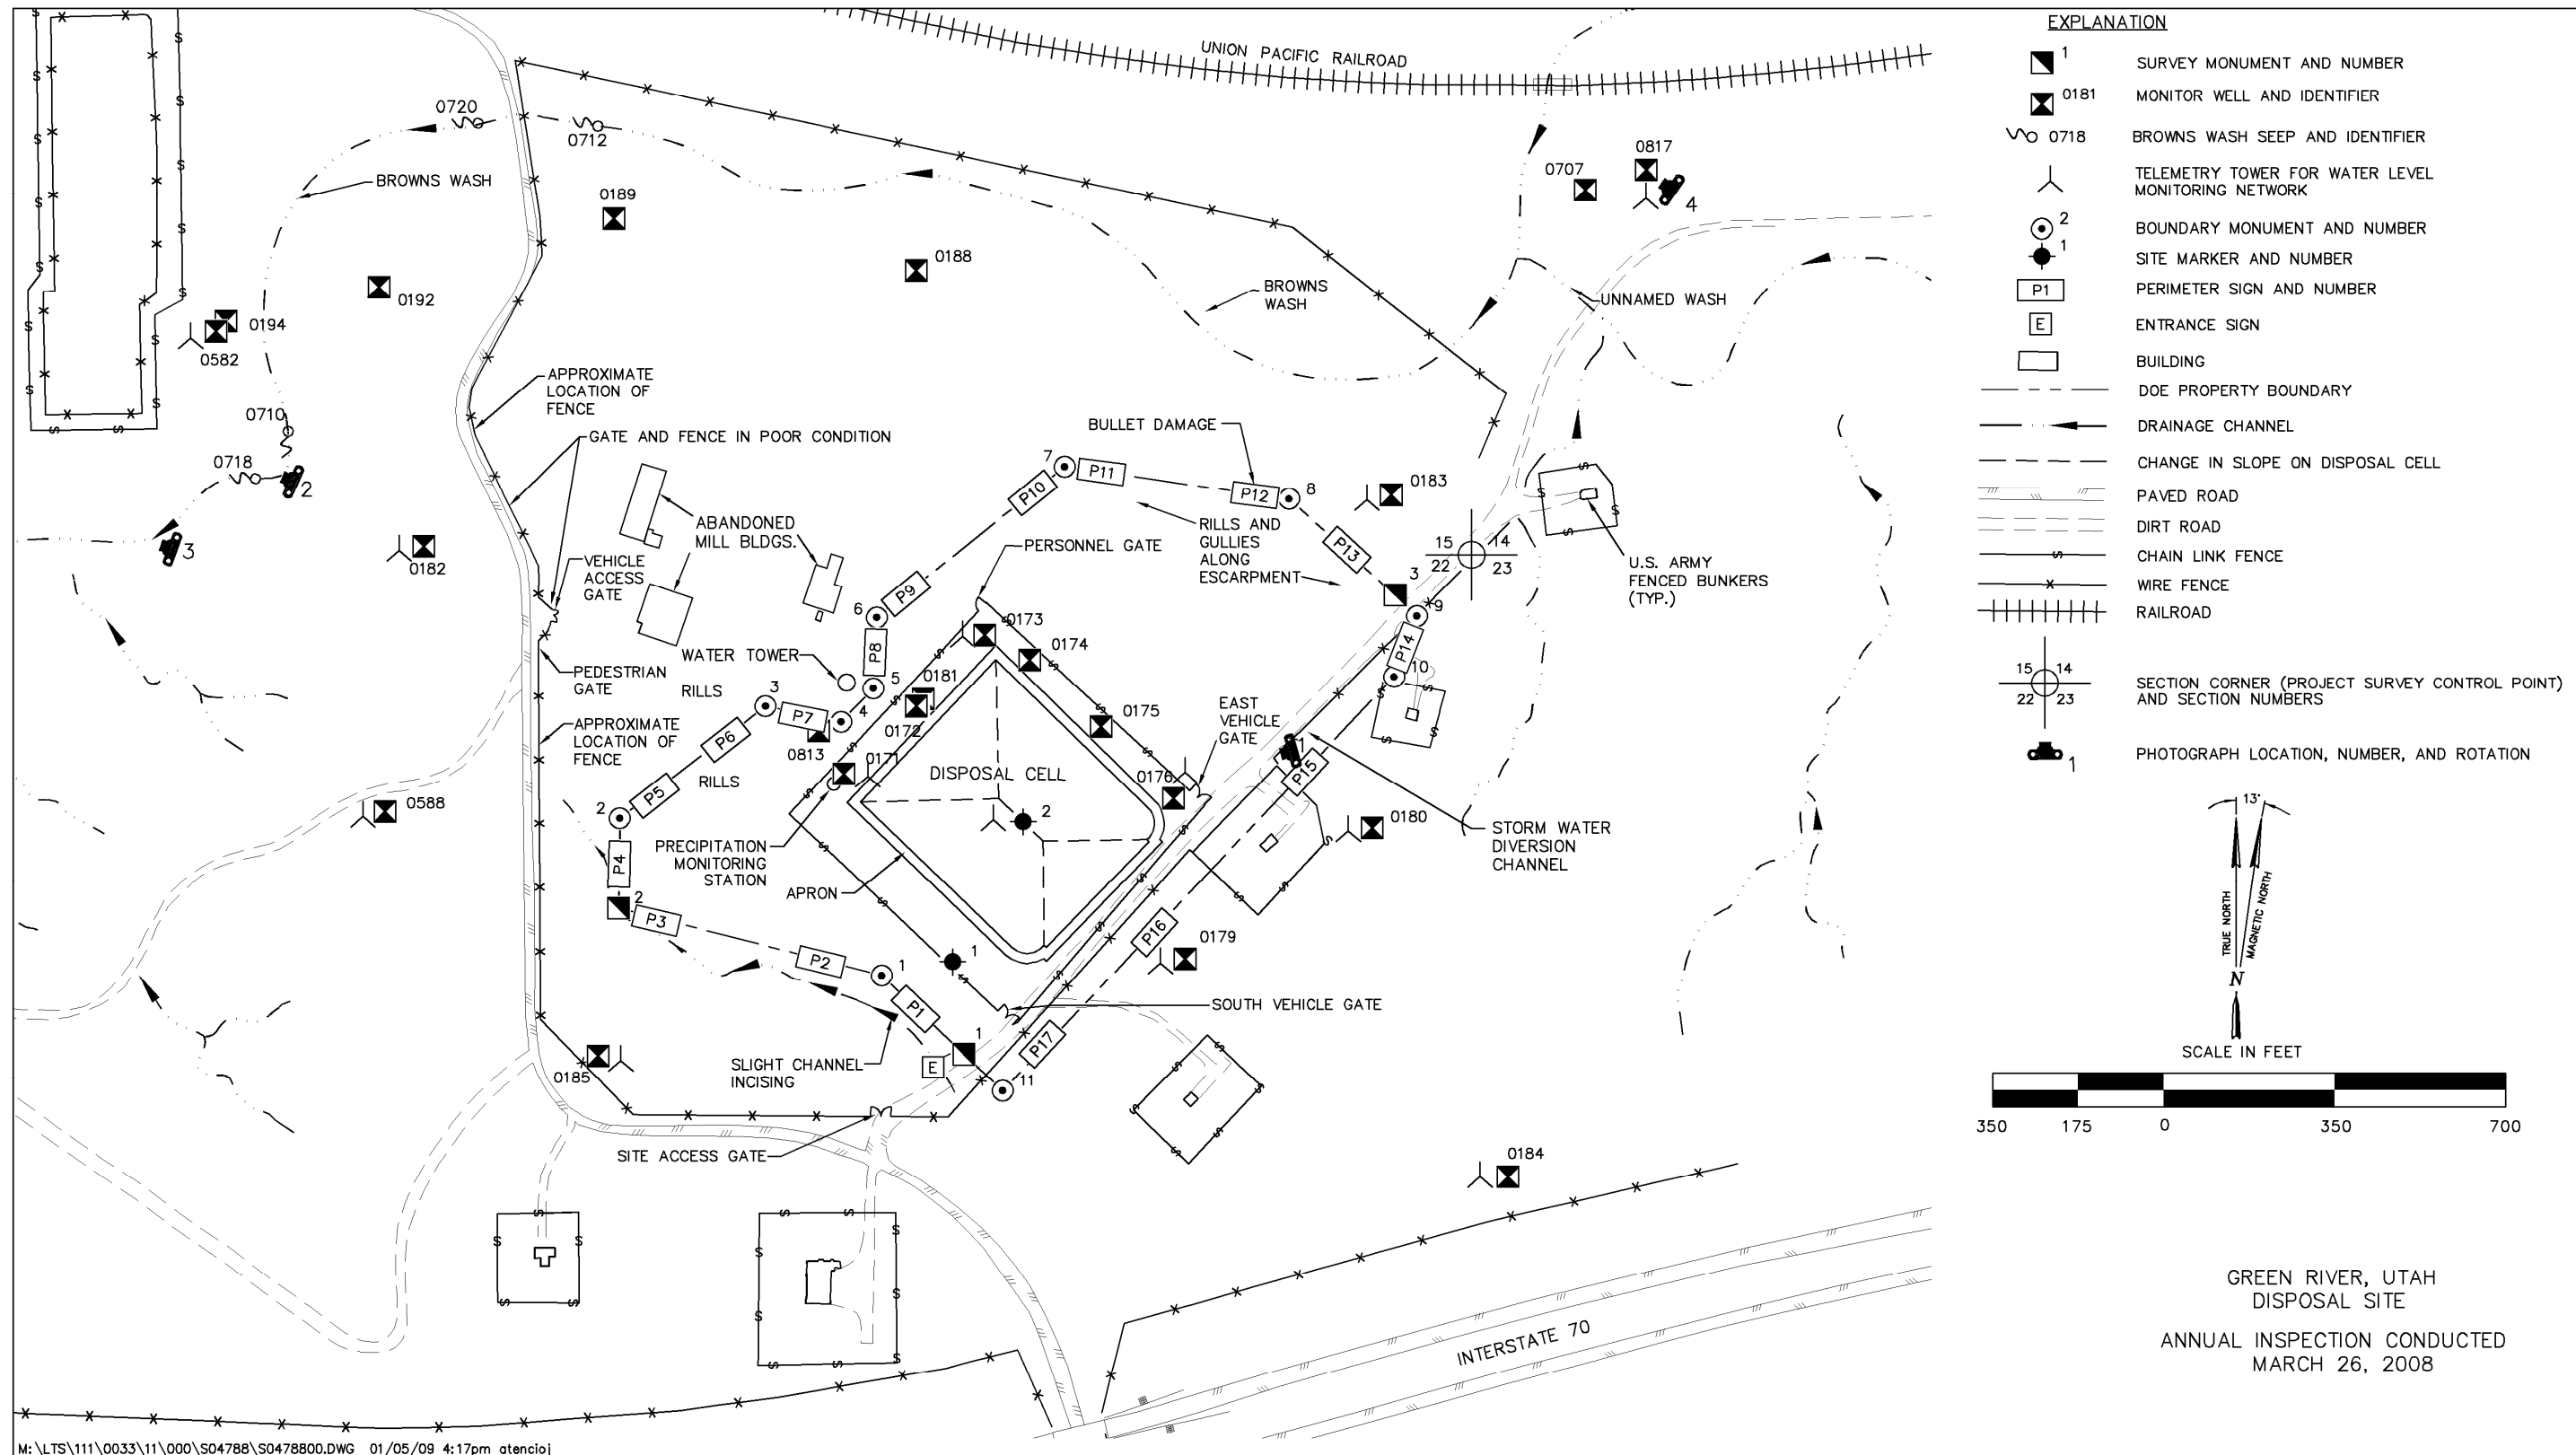 UNION PACIFIC RAILROAD
0720
0712
BROWNS WASH
0189
0188
0192
0194
0582
0707
0817
4
BROWNS
WASH
UNNAMED WASH
APPROXIMATE
LOCATION OF
FENCE
GATE AND FENCE IN POOR CONDITION
0710
0718
2
3
0182
VEHICLE
ACCESS
GATE
ABANDONED
MILL BLDGS.
BULLET DAMAGE
7
P11
P10
P12
8
0183
RILLS AND
GULLIES
ALONG
ESCARPMENT
P13
3
15
14
22
23
U.S. ARMY
FENCED BUNKERS
(TYP.)
PERSONNEL GATE
6
P9
P8
0173
0174
9
P14
10
WATER TOWER
PEDESTRIAN
GATE
RILLS
3
5
0181
P7
4
0172
0175
EAST
VEHICLE
GATE
APPROXIMATE
LOCATION OF
FENCE
P6
0813
0171
RILLS
DISPOSAL CELL
0176
1
P15
P5
2
0588
2
0180
STORM WATER
DIVERSION
CHANNEL
PRECIPITATION
MONITORING
STATION
P4
APRON
2
P3
P2
1
1
P16
0179
P1
SOUTH VEHICLE GATE
1
P17
SLIGHT CHANNEL
INCISING
E
11
0185
SITE ACCESS GATE
0184
INTERSTATE 70
M:\LTS\111\0033\11\000\S04788\S0478800.DWG 01/05/09 4:17pm atencioj
EXPLANATION
1
SURVEY MONUMENT AND NUMBER
0181
MONITOR WELL AND IDENTIFIER
0718
BROWNS WASH SEEP AND IDENTIFIER
TELEMETRY TOWER FOR WATER LEVEL
MONITORING NETWORK
2
BOUNDARY MONUMENT AND NUMBER
1
SITE MARKER AND NUMBER
P1
PERIMETER SIGN AND NUMBER
E
ENTRANCE SIGN
BUILDING
DOE PROPERTY BOUNDARY
DRAINAGE CHANNEL
CHANGE IN SLOPE ON DISPOSAL CELL
PAVED ROAD
DIRT ROAD
CHAIN LINK FENCE
WIRE FENCE
RAILROAD
15
14
22
23
SECTION CORNER (PROJECT SURVEY CONTROL POINT)
AND SECTION NUMBERS
1
PHOTOGRAPH LOCATION, NUMBER, AND ROTATION
13°
TRUE NORTH
MAGNETIC NORTH
N
SCALE IN FEET
350 175 0 350 700
GREEN RIVER, UTAH
DISPOSAL SITE
ANNUAL INSPECTION CONDUCTED
MARCH 26, 2008